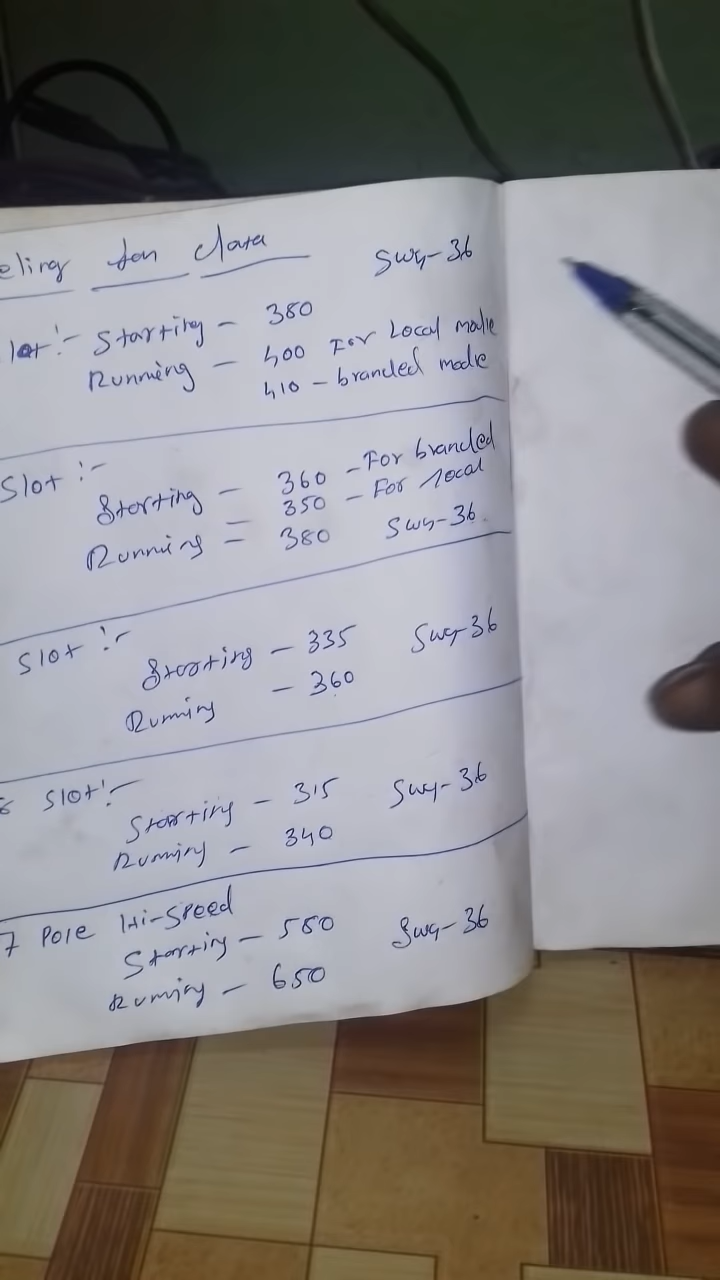 eling fan data
Swg-36
lot:- Starting - 380
Running - 400 For Local made
410 - branded made
Slot :-
Starting - 360 - For branded
= 350 - For local
Running = 380 Swg-36
Slot :-
Starting - 335 Swg-36
Running - 360
Slot:-
Starting - 315 Swg-36
Running - 340
7 Pole Hi-Speed
Starting - 580 Swg-36
Running - 650